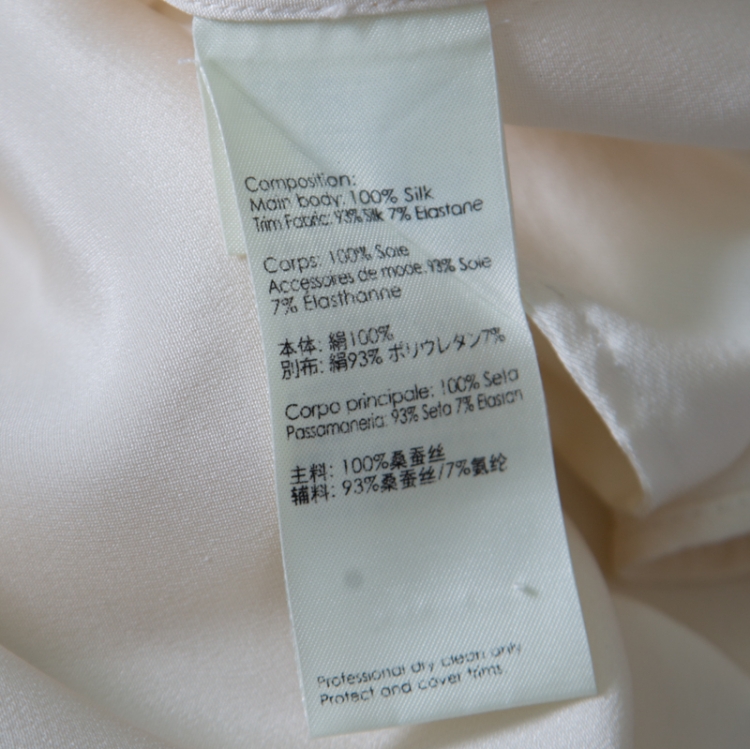 Composition:
Main body: 100% Silk
Trim Fabric: 93% Silk 7% Elastane
Corps: 100% Soie
Accessoires de mode: 93% Soie
7% Élasthanne
本体: 絹100%
別布: 絹93% ポリウレタン7%
Corpo principale: 100% Seta
Passamaneria: 93% Seta 7% Elastan
主料: 100%桑蚕丝
辅料: 93%桑蚕丝/7%氨纶
Professional dry clean only
Protect and cover trims